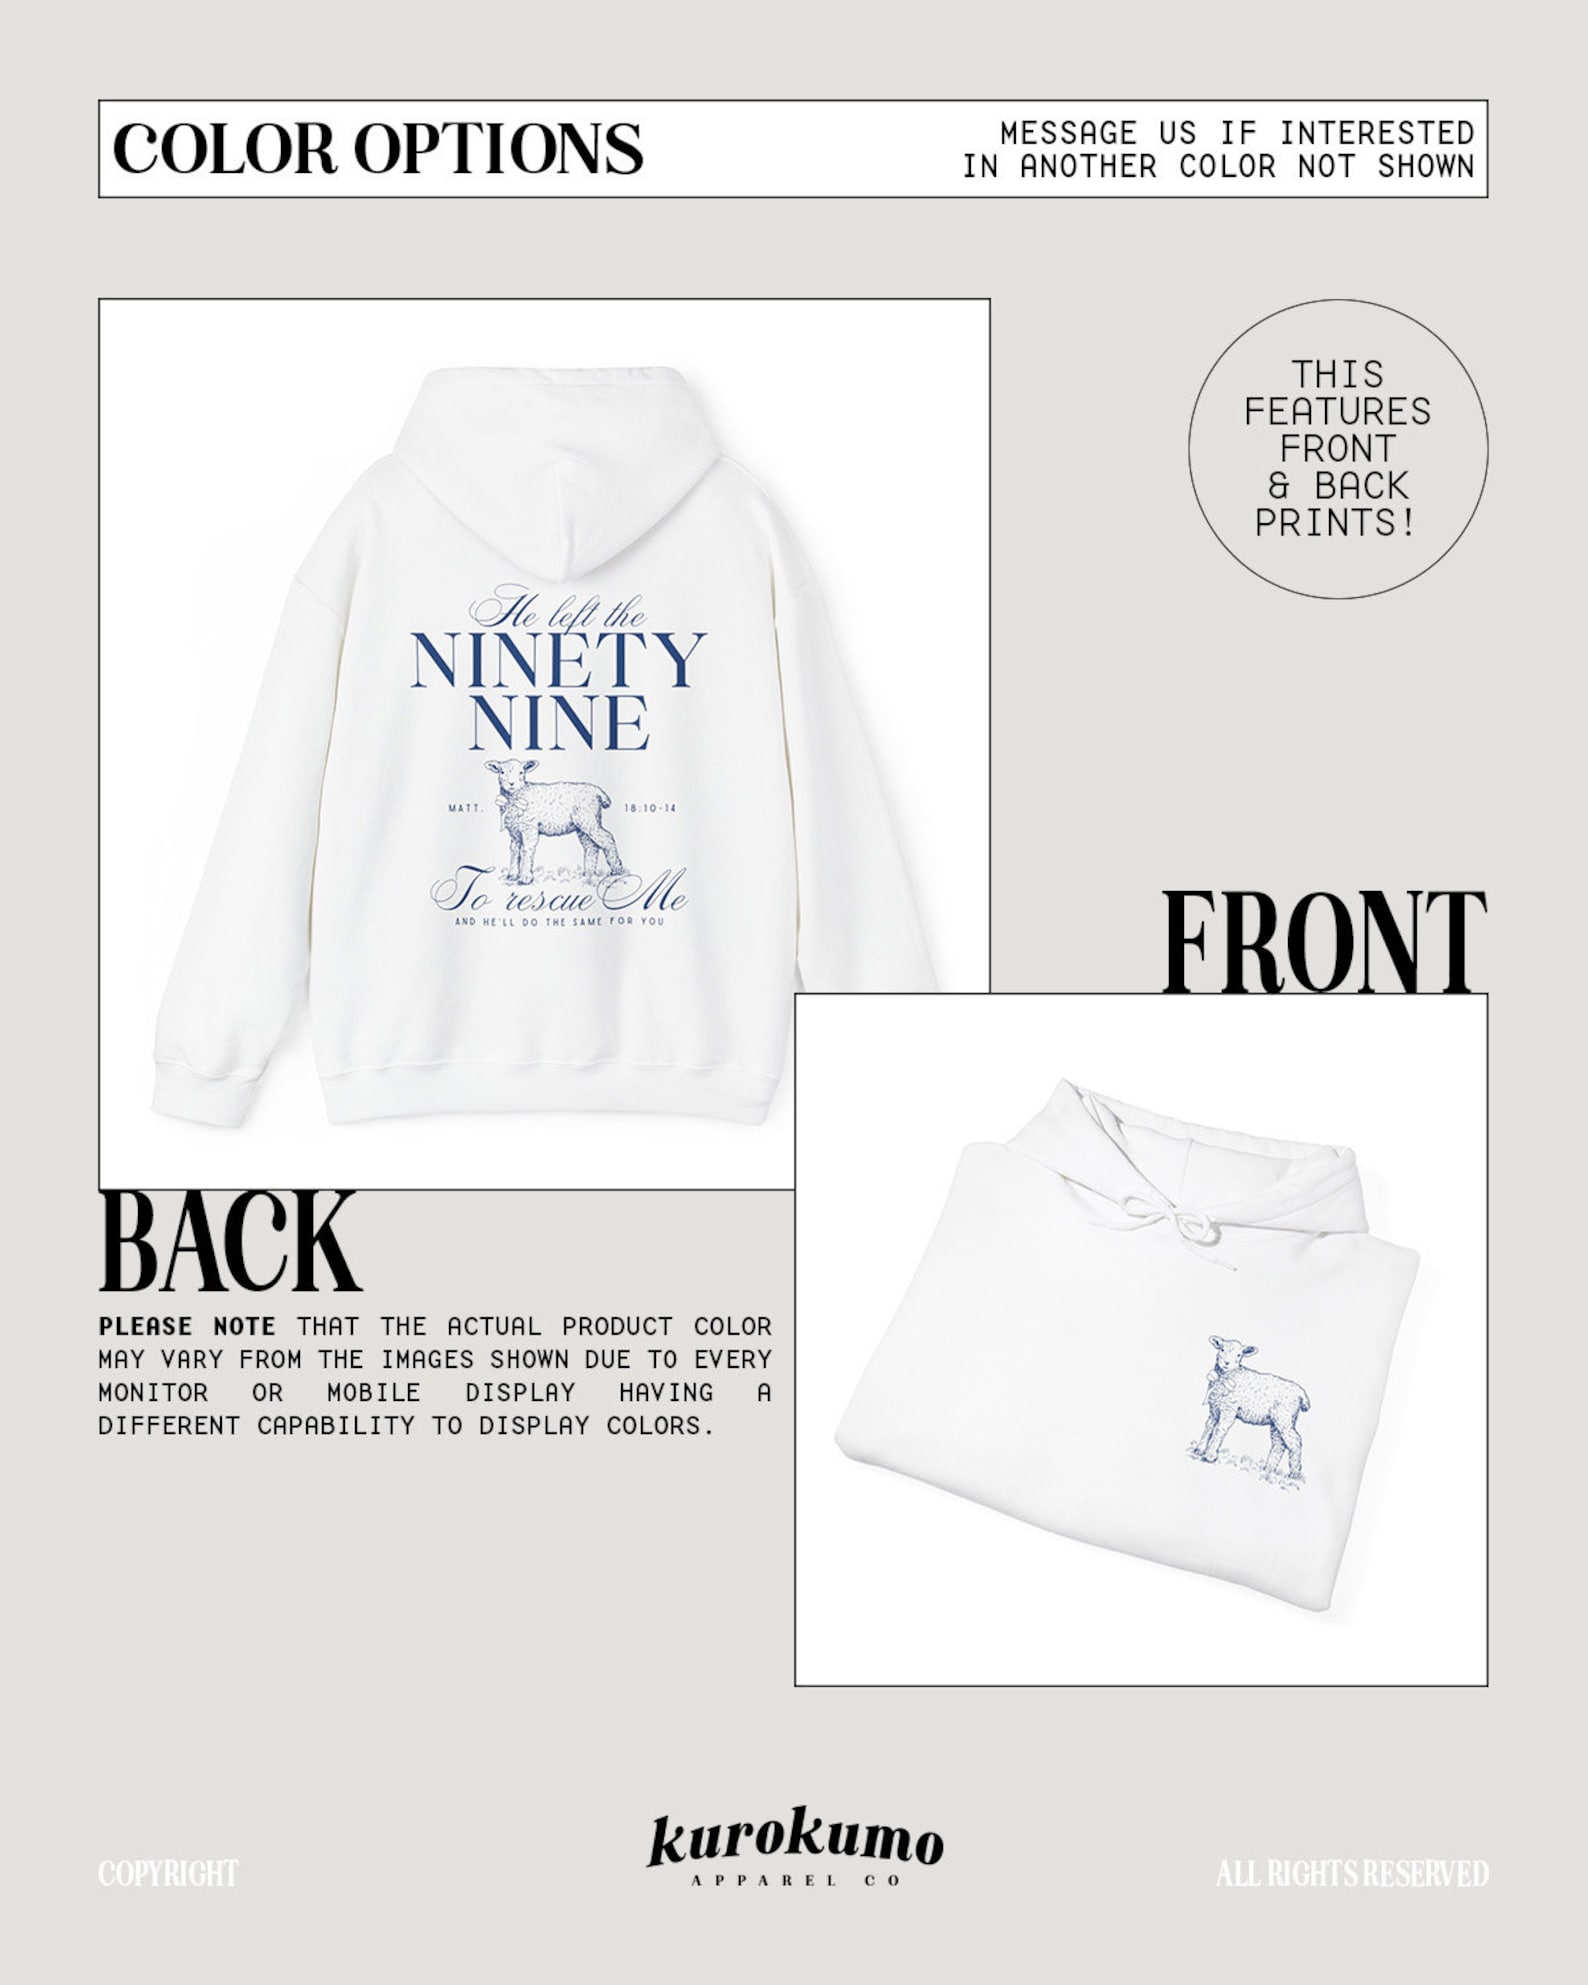 COLOR OPTIONS
MESSAGE US IF INTERESTED
IN ANOTHER COLOR NOT SHOWN
THIS
FEATURES
FRONT
& BACK
PRINTS!
He left the
NINETY
NINE
MATT. 18:10-14
To rescue Me
AND HE'LL DO THE SAME FOR YOU
BACK
PLEASE NOTE THAT THE ACTUAL PRODUCT COLOR
MAY VARY FROM THE IMAGES SHOWN DUE TO EVERY
MONITOR OR MOBILE DISPLAY HAVING A
DIFFERENT CAPABILITY TO DISPLAY COLORS.
FRONT
kurokumo
APPAREL CO
COPYRIGHT
ALL RIGHTS RESERVED